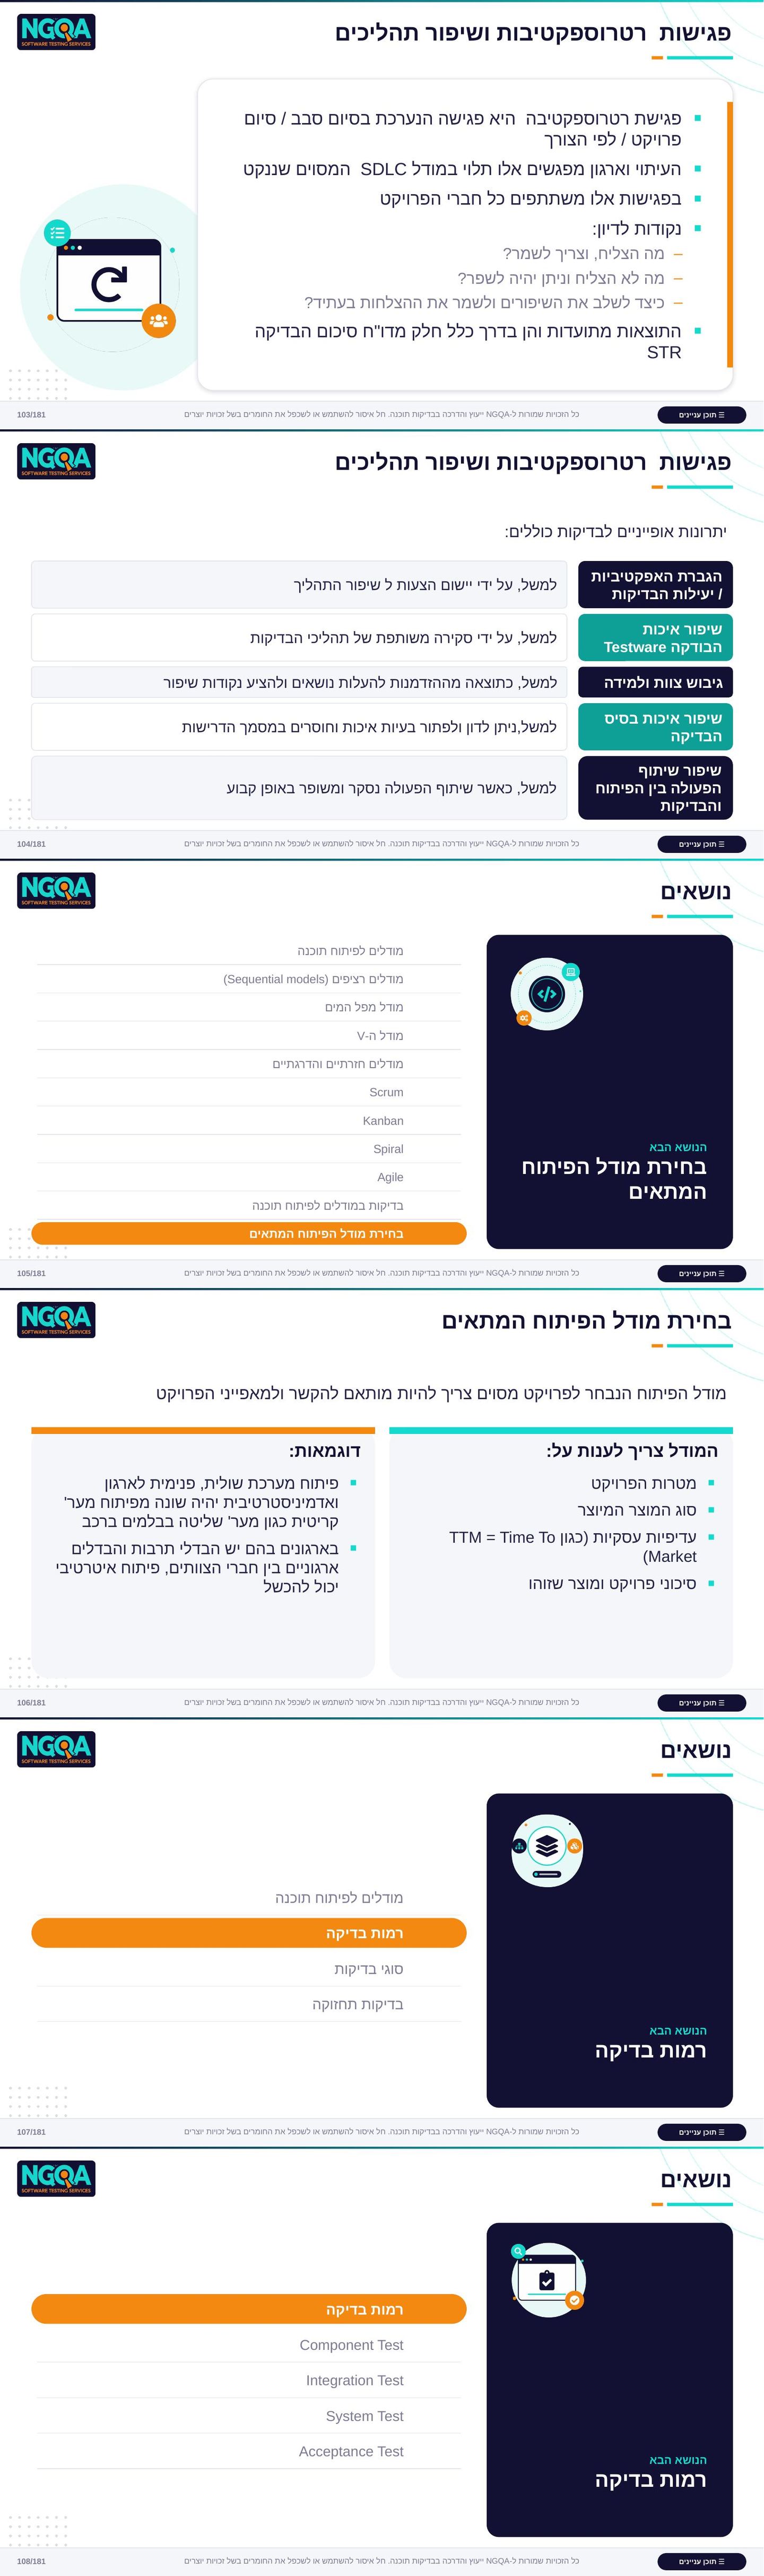 פגישות רטרוספקטיבות ושיפור תהליכים
NGQA
SOFTWARE TESTING SERVICES
פגישת רטרוספקטיבה היא פגישה הנערכת בסיום סבב / סיום
פרויקט / לפי הצורך
העיתוי וארגון מפגשים אלו תלוי במודל SDLC המסוים שננקט
בפגישות אלו משתתפים כל חברי הפרויקט
נקודות לדיון:
– מה הצליח, וצריך לשמר?
– מה לא הצליח וניתן יהיה לשפר?
– כיצד לשלב את השיפורים ולשמר את ההצלחות בעתיד?
התוצאות מתועדות והן בדרך כלל חלק מדו"ח סיכום הבדיקה
STR
☰ תוכן עניינים
כל הזכויות שמורות ל-NGQA ייעוץ והדרכה בבדיקות תוכנה. חל איסור להשתמש או לשכפל את החומרים בשל זכויות יוצרים
103/181
פגישות רטרוספקטיבות ושיפור תהליכים
NGQA
SOFTWARE TESTING SERVICES
יתרונות אופייניים לבדיקות כוללים:
הגברת האפקטיביות
/ יעילות הבדיקות
למשל, על ידי יישום הצעות ל שיפור התהליך
שיפור איכות
הבודקה Testware
למשל, על ידי סקירה משותפת של תהליכי הבדיקות
גיבוש צוות ולמידה
למשל, כתוצאה מההזדמנות להעלות נושאים ולהציע נקודות שיפור
שיפור איכות בסיס
הבדיקה
למשל,ניתן לדון ולפתור בעיות איכות וחוסרים במסמך הדרישות
שיפור שיתוף
הפעולה בין הפיתוח
והבדיקות
למשל, כאשר שיתוף הפעולה נסקר ומשופר באופן קבוע
☰ תוכן עניינים
כל הזכויות שמורות ל-NGQA ייעוץ והדרכה בבדיקות תוכנה. חל איסור להשתמש או לשכפל את החומרים בשל זכויות יוצרים
104/181
נושאים
NGQA
SOFTWARE TESTING SERVICES
הנושא הבא
בחירת מודל הפיתוח
המתאים
מודלים לפיתוח תוכנה
מודלים רציפים (Sequential models)
מודל מפל המים
מודל ה-V
מודלים חזרתיים והדרגתיים
Scrum
Kanban
Spiral
Agile
בדיקות במודלים לפיתוח תוכנה
בחירת מודל הפיתוח המתאים
☰ תוכן עניינים
כל הזכויות שמורות ל-NGQA ייעוץ והדרכה בבדיקות תוכנה. חל איסור להשתמש או לשכפל את החומרים בשל זכויות יוצרים
105/181
בחירת מודל הפיתוח המתאים
NGQA
SOFTWARE TESTING SERVICES
מודל הפיתוח הנבחר לפרויקט מסוים צריך להיות מותאם להקשר ולמאפייני הפרויקט
המודל צריך לענות על:
מטרות הפרויקט
סוג המוצר המיוצר
עדיפיות עסקיות (כגון TTM = Time To
Market)
סיכוני פרויקט ומוצר שזוהו
דוגמאות:
פיתוח מערכת שולית, פנימית לארגון
ואדמיניסטרטיבית יהיה שונה מפיתוח מער'
קריטית כגון מער' שליטה בבלמים ברכב
בארגונים בהם יש הבדלי תרבות והבדלים
ארגוניים בין חברי הצוותים, פיתוח איטרטיבי
יכול להכשל
☰ תוכן עניינים
כל הזכויות שמורות ל-NGQA ייעוץ והדרכה בבדיקות תוכנה. חל איסור להשתמש או לשכפל את החומרים בשל זכויות יוצרים
106/181
נושאים
NGQA
SOFTWARE TESTING SERVICES
הנושא הבא
רמות בדיקה
מודלים לפיתוח תוכנה
רמות בדיקה
סוגי בדיקות
בדיקות תחזוקה
☰ תוכן עניינים
כל הזכויות שמורות ל-NGQA ייעוץ והדרכה בבדיקות תוכנה. חל איסור להשתמש או לשכפל את החומרים בשל זכויות יוצרים
107/181
נושאים
NGQA
SOFTWARE TESTING SERVICES
הנושא הבא
רמות בדיקה
רמות בדיקה
Component Test
Integration Test
System Test
Acceptance Test
☰ תוכן עניינים
כל הזכויות שמורות ל-NGQA ייעוץ והדרכה בבדיקות תוכנה. חל איסור להשתמש או לשכפל את החומרים בשל זכויות יוצרים
108/181